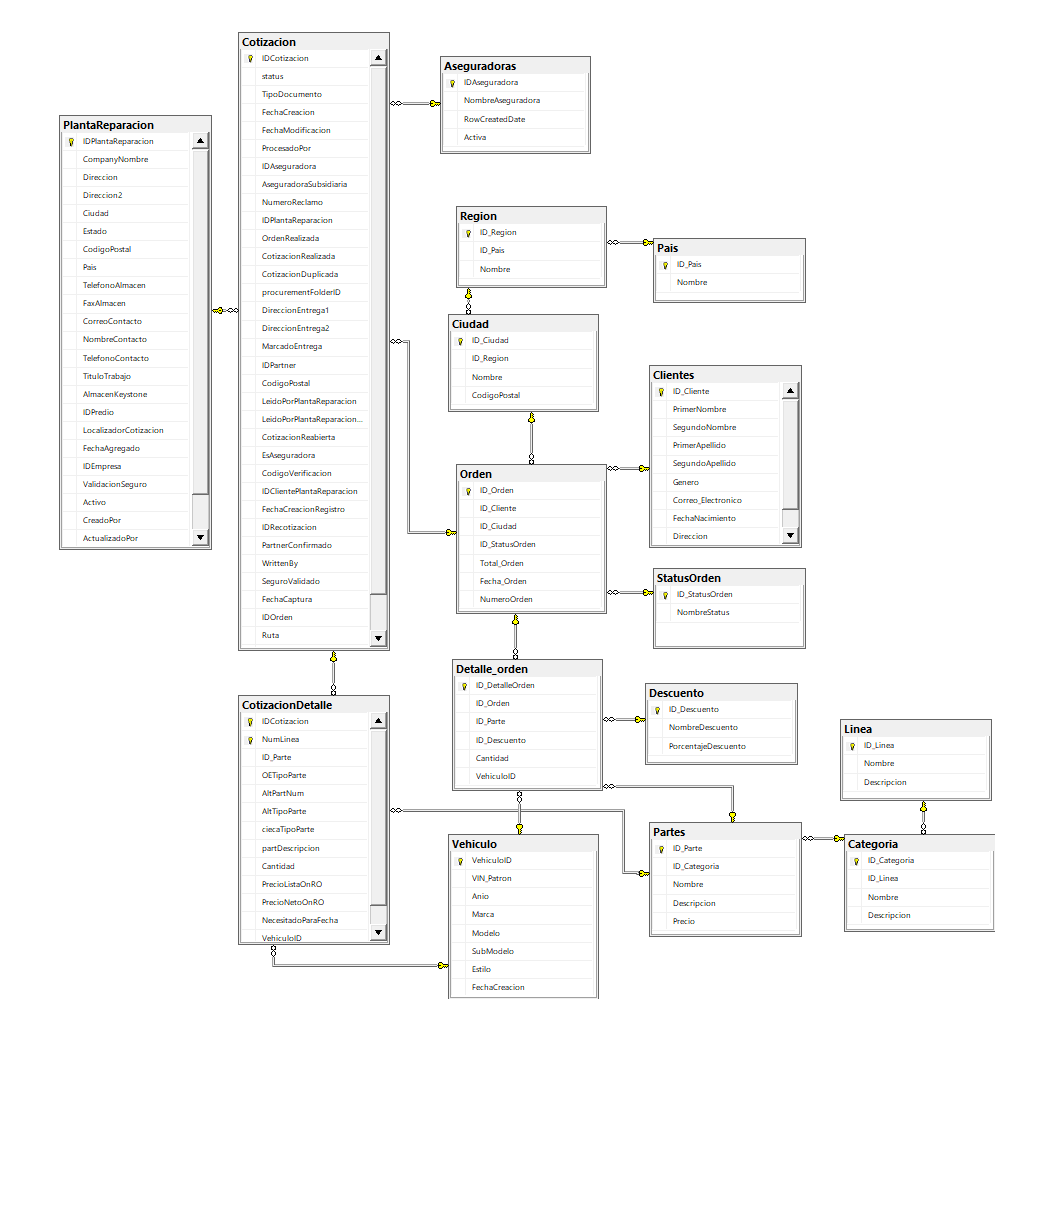 Cotizacion
IDCotizacion
status
TipoDocumento
FechaCreacion
FechaModificacion
ProcesadoPor
IDAseguradora
AseguradoraSubsidiaria
NumeroReclamo
IDPlantaReparacion
OrdenRealizada
CotizacionRealizada
CotizacionDuplicada
procurementFolderID
DireccionEntrega1
DireccionEntrega2
MarcadoEntrega
IDPartner
CodigoPostal
LeidoPorPlantaReparacion
LeidoPorPlantaReparacion...
CotizacionReabierta
EsAseguradora
CodigoVerificacion
IDClientePlantaReparacion
FechaCreacionRegistro
IDRecotizacion
PartnerConfirmado
WrittenBy
SeguroValidado
FechaCaptura
IDOrden
Ruta
Aseguradoras
IDAseguradora
NombreAseguradora
RowCreatedDate
Activa
PlantaReparacion
IDPlantaReparacion
CompanyNombre
Direccion
Direccion2
Ciudad
Estado
CodigoPostal
Pais
TelefonoAlmacen
FaxAlmacen
CorreoContacto
NombreContacto
TelefonoContacto
TituloTrabajo
AlmacenKeystone
IDPredio
LocalizadorCotizacion
FechaAgregado
IDEmpresa
ValidacionSeguro
Activo
CreadoPor
ActualizadoPor
Region
ID_Region
ID_Pais
Nombre
Pais
ID_Pais
Nombre
Ciudad
ID_Ciudad
ID_Region
Nombre
CodigoPostal
Clientes
ID_Cliente
PrimerNombre
SegundoNombre
PrimerApellido
SegundoApellido
Genero
Correo_Electronico
FechaNacimiento
Direccion
Orden
ID_Orden
ID_Cliente
ID_Ciudad
ID_StatusOrden
Total_Orden
Fecha_Orden
NumeroOrden
StatusOrden
ID_StatusOrden
NombreStatus
Detalle_orden
ID_DetalleOrden
ID_Orden
ID_Parte
ID_Descuento
Cantidad
VehiculoID
Descuento
ID_Descuento
NombreDescuento
PorcentajeDescuento
CotizacionDetalle
IDCotizacion
NumLinea
ID_Parte
OETipoParte
AltPartNum
AltTipoParte
ciecaTipoParte
partDescripcion
Cantidad
PrecioListaOnRO
PrecioNetoOnRO
NecesitadoParaFecha
VehiculoID
Linea
ID_Linea
Nombre
Descripcion
Vehiculo
VehiculoID
VIN_Patron
Anio
Marca
Modelo
SubModelo
Estilo
FechaCreacion
Partes
ID_Parte
ID_Categoria
Nombre
Descripcion
Precio
Categoria
ID_Categoria
ID_Linea
Nombre
Descripcion